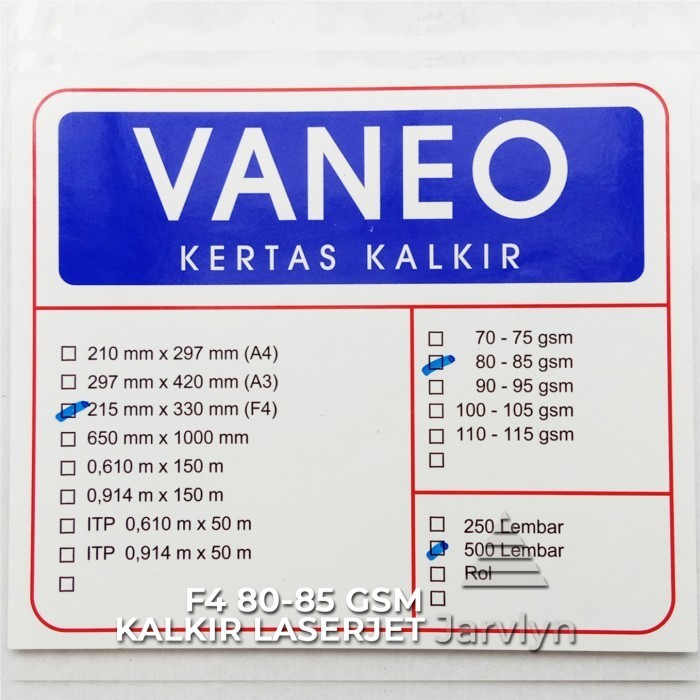 VANEO
KERTAS KALKIR
210 mm x 297 mm (A4)
297 mm x 420 mm (A3)
215 mm x 330 mm (F4)
650 mm x 1000 mm
0,610 m x 150 m
0,914 m x 150 m
ITP 0,610 m x 50 m
ITP 0,914 m x 50 m
70 - 75 gsm
80 - 85 gsm
90 - 95 gsm
100 - 105 gsm
110 - 115 gsm
250 Lembar
500 Lembar
Rol
F4 80-85 GSM
KALKIR LASERJET Jarvlyn